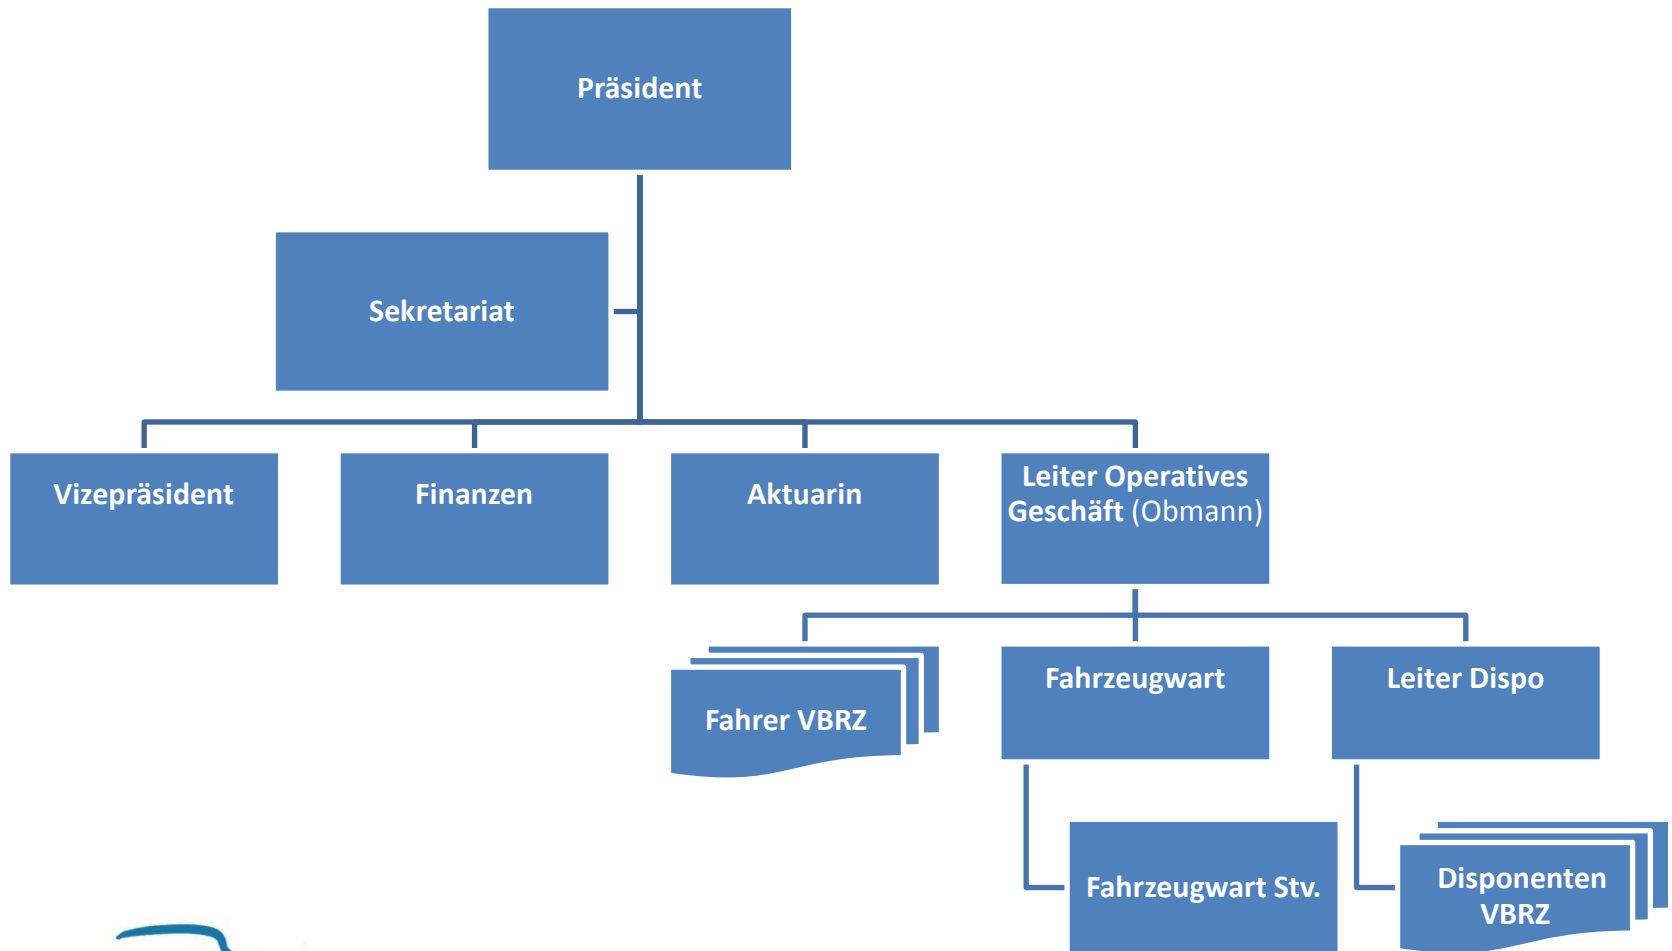 Präsident
Sekretariat
Vizepräsident
Finanzen
Aktuarin
Leiter Operatives
Geschäft (Obmann)
Fahrer VBRZ
Fahrzeugwart
Leiter Dispo
Fahrzeugwart Stv.
Disponenten
VBRZ